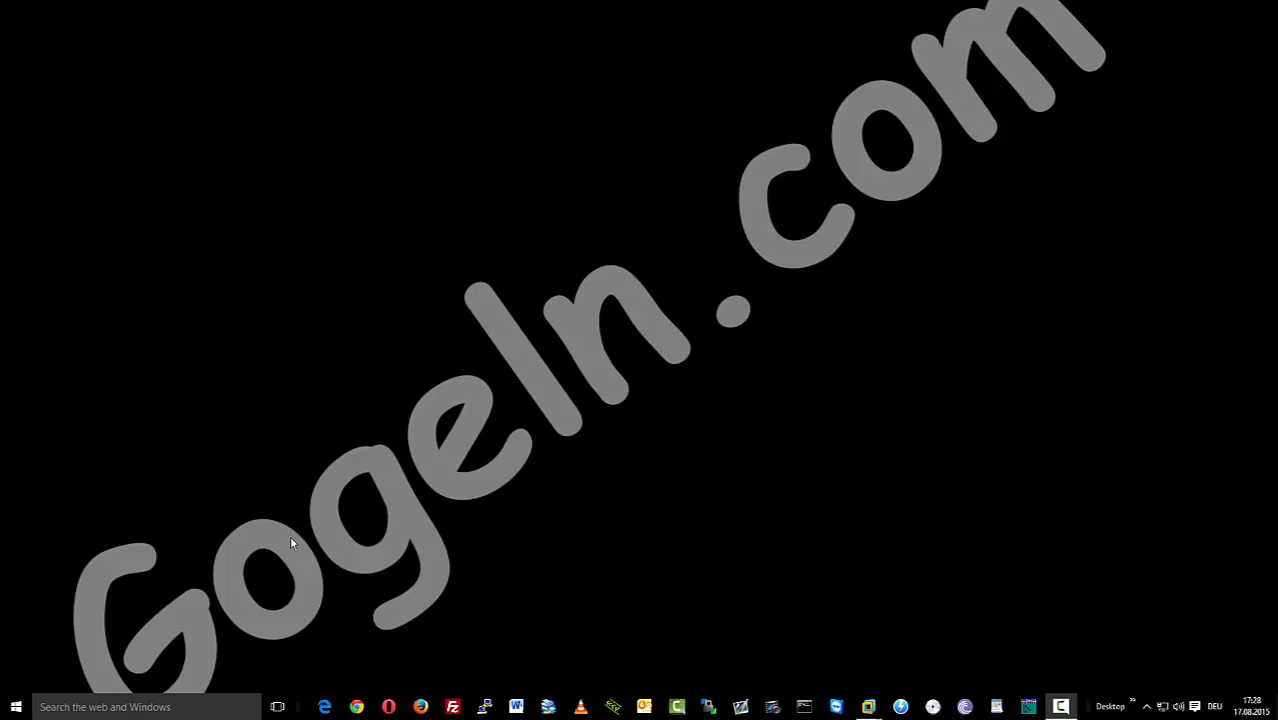 Gogeln.com
Search the web and Windows
Desktop
DEU
17:28
17.08.2015